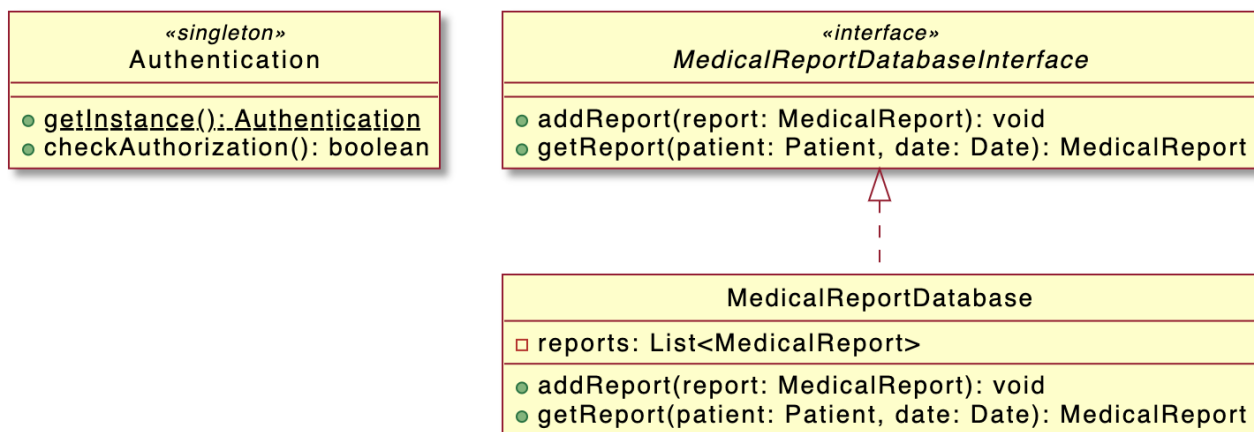 «singleton»
Authentication
getInstance(): Authentication
checkAuthorization(): boolean
«interface»
MedicalReportDatabaseInterface
addReport(report: MedicalReport): void
getReport(patient: Patient, date: Date): MedicalReport
MedicalReportDatabase
reports: List<MedicalReport>
addReport(report: MedicalReport): void
getReport(patient: Patient, date: Date): MedicalReport